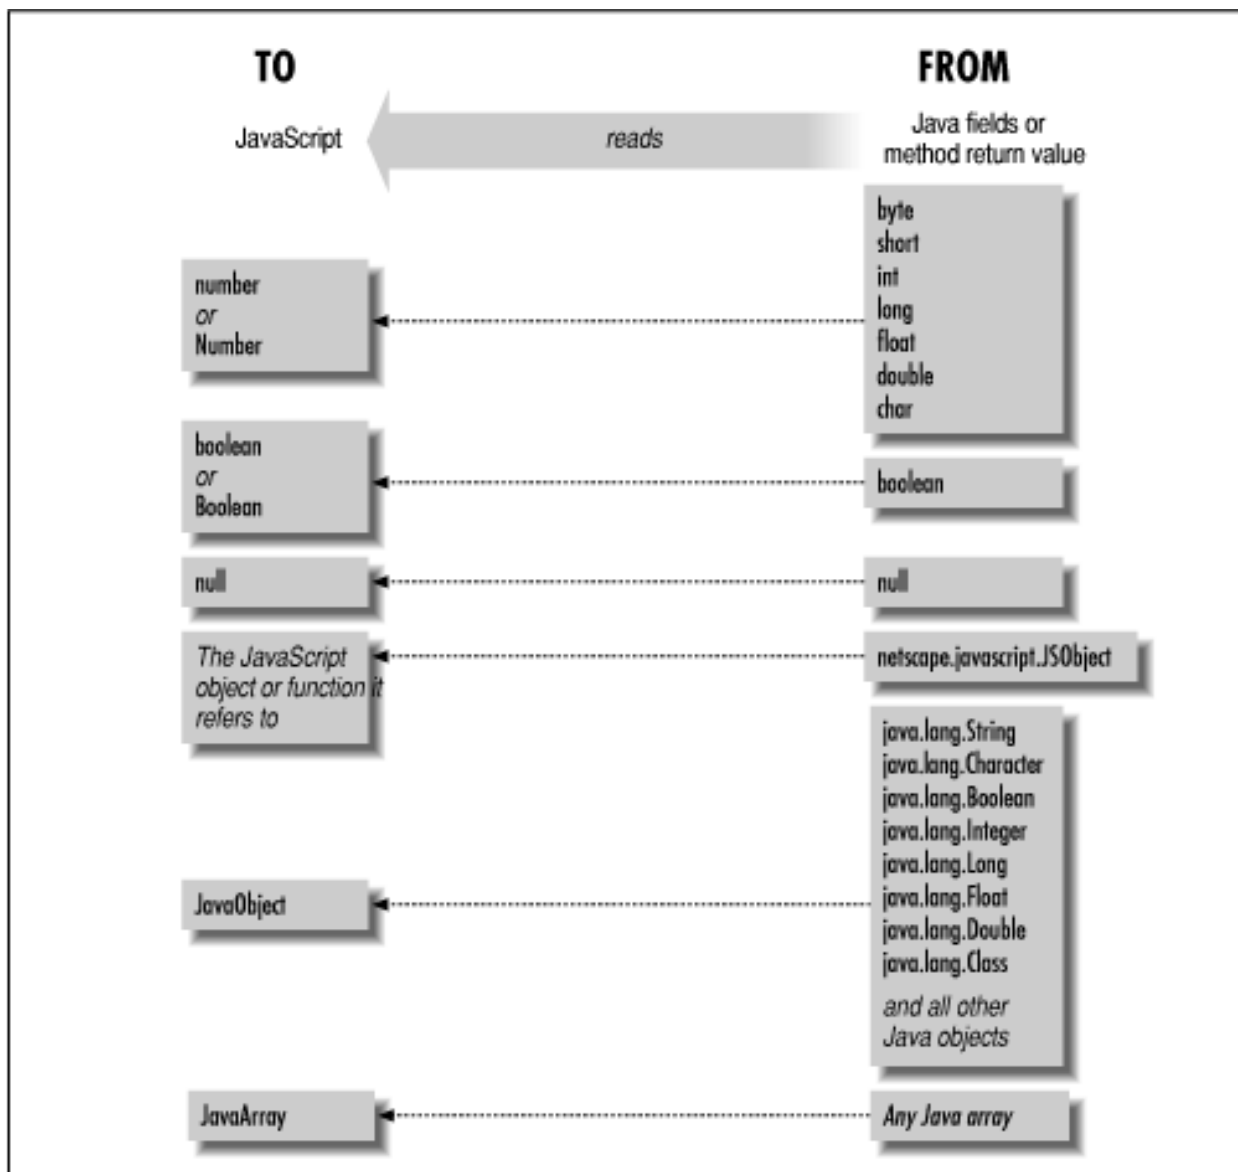 TO
FROM
JavaScript
reads
Java fields or
method return value
number
or
Number
byte
short
int
long
float
double
char
boolean
or
Boolean
boolean
null
null
The JavaScript
object or function it
refers to
netscape.javascript.JSObject
JavaObject
java.lang.String
java.lang.Character
java.lang.Boolean
java.lang.Integer
java.lang.Long
java.lang.Float
java.lang.Double
java.lang.Class
and all other
Java objects
JavaArray
Any Java array